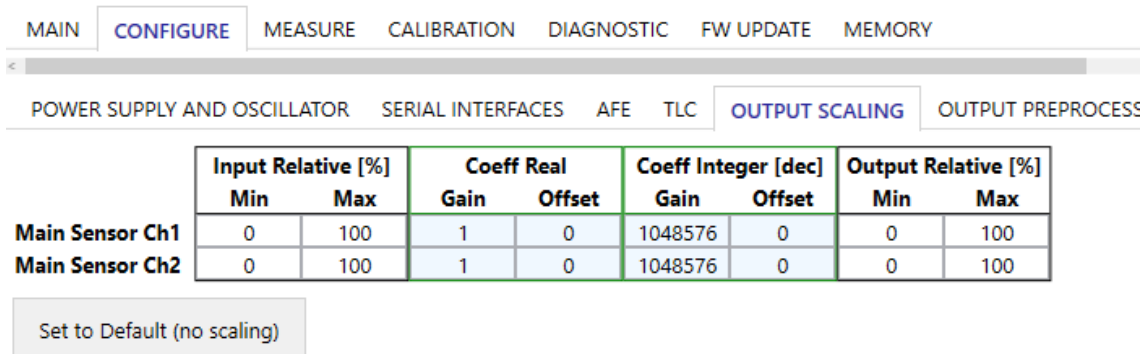 MAIN CONFIGURE MEASURE CALIBRATION DIAGNOSTIC FW UPDATE MEMORY
<
POWER SUPPLY AND OSCILLATOR SERIAL INTERFACES AFE TLC OUTPUT SCALING OUTPUT PREPROCESS
Input Relative [%] Coeff Real Coeff Integer [dec] Output Relative [%]
Min Max Gain Offset Gain Offset Min Max
Main Sensor Ch1 0 100 1 0 1048576 0 0 100
Main Sensor Ch2 0 100 1 0 1048576 0 0 100
Set to Default (no scaling)